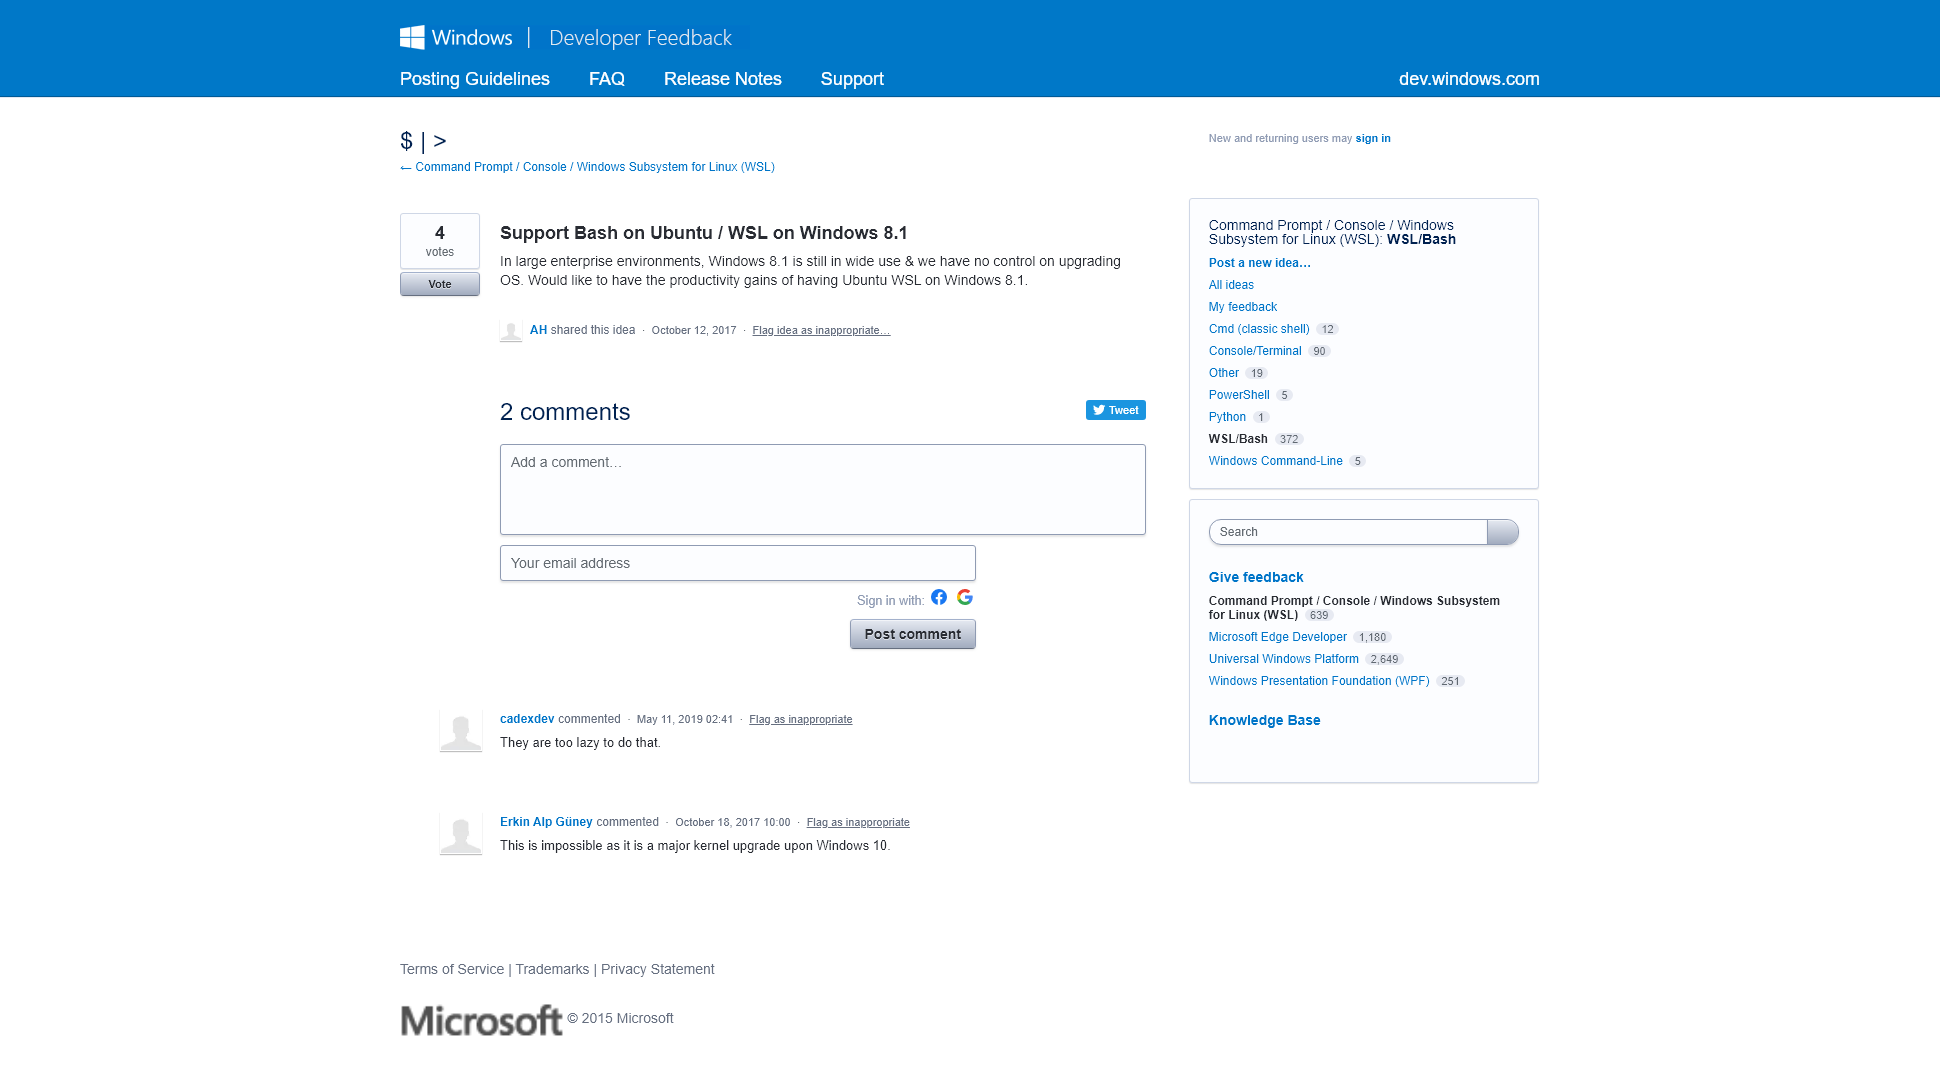 Windows | Developer Feedback
Posting Guidelines FAQ Release Notes Support dev.windows.com
$ | >
← Command Prompt / Console / Windows Subsystem for Linux (WSL)
New and returning users may sign in
4
votes
Vote
Support Bash on Ubuntu / WSL on Windows 8.1
In large enterprise environments, Windows 8.1 is still in wide use & we have no control on upgrading
OS. Would like to have the productivity gains of having Ubuntu WSL on Windows 8.1.
AH shared this idea · October 12, 2017 · Flag idea as inappropriate…
2 comments
Tweet
Add a comment…
Your email address
Sign in with:
Post comment
cadexdev commented · May 11, 2019 02:41 · Flag as inappropriate
They are too lazy to do that.
Erkin Alp Güney commented · October 18, 2017 10:00 · Flag as inappropriate
This is impossible as it is a major kernel upgrade upon Windows 10.
Command Prompt / Console / Windows
Subsystem for Linux (WSL): WSL/Bash
Post a new idea…
All ideas
My feedback
Cmd (classic shell) 12
Console/Terminal 90
Other 19
PowerShell 5
Python 1
WSL/Bash 372
Windows Command-Line 5
Search
Give feedback
Command Prompt / Console / Windows Subsystem
for Linux (WSL) 639
Microsoft Edge Developer 1,180
Universal Windows Platform 2,649
Windows Presentation Foundation (WPF) 251
Knowledge Base
Terms of Service | Trademarks | Privacy Statement
Microsoft © 2015 Microsoft